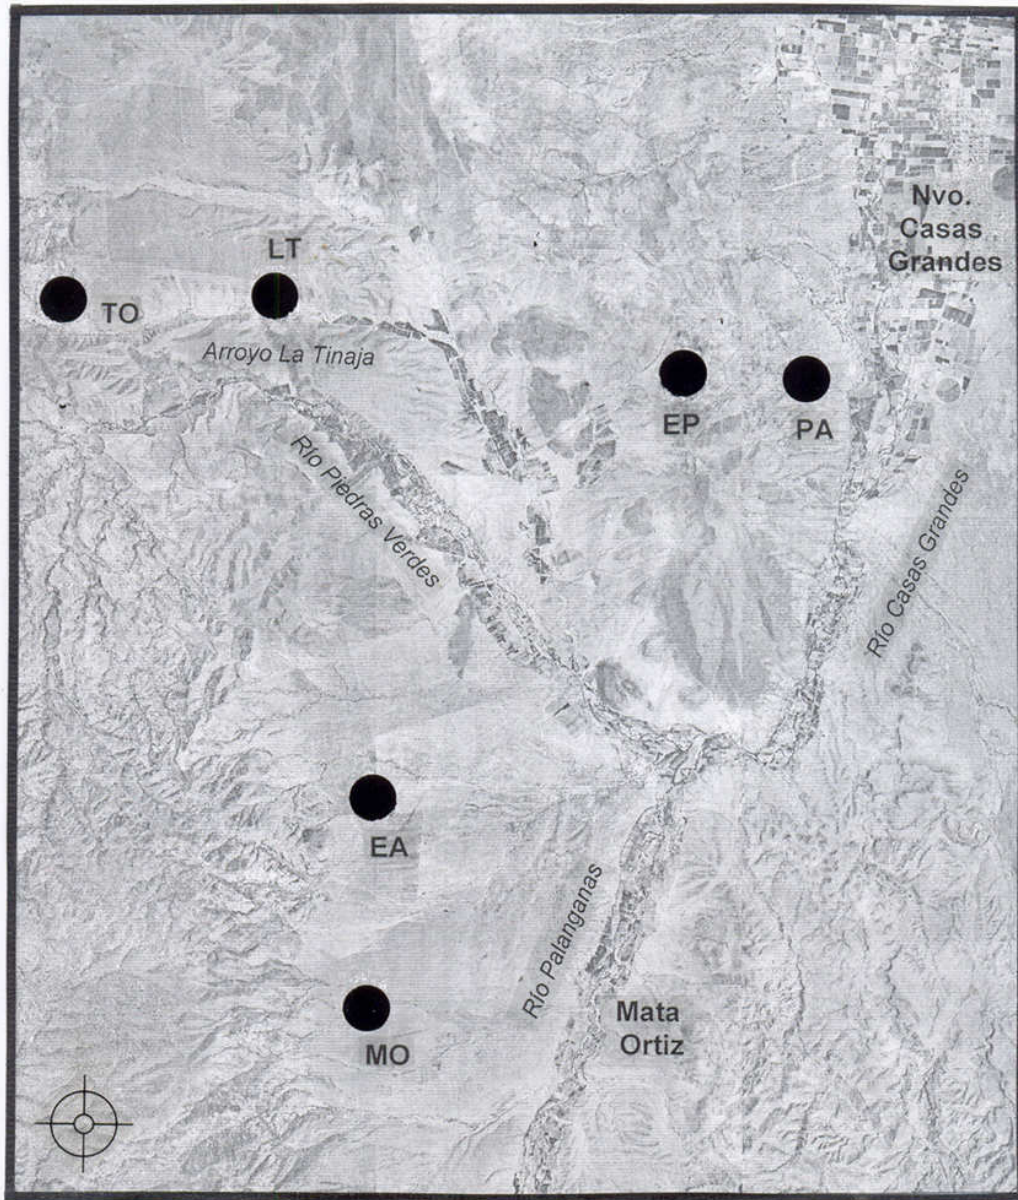 Nvo.
Casas
Grandes
LT
TO
Arroyo La Tinaja
EP
PA
Río Piedras Verdes
Río Casas Grandes
EA
Río Palanganas
Mata
Ortiz
MO